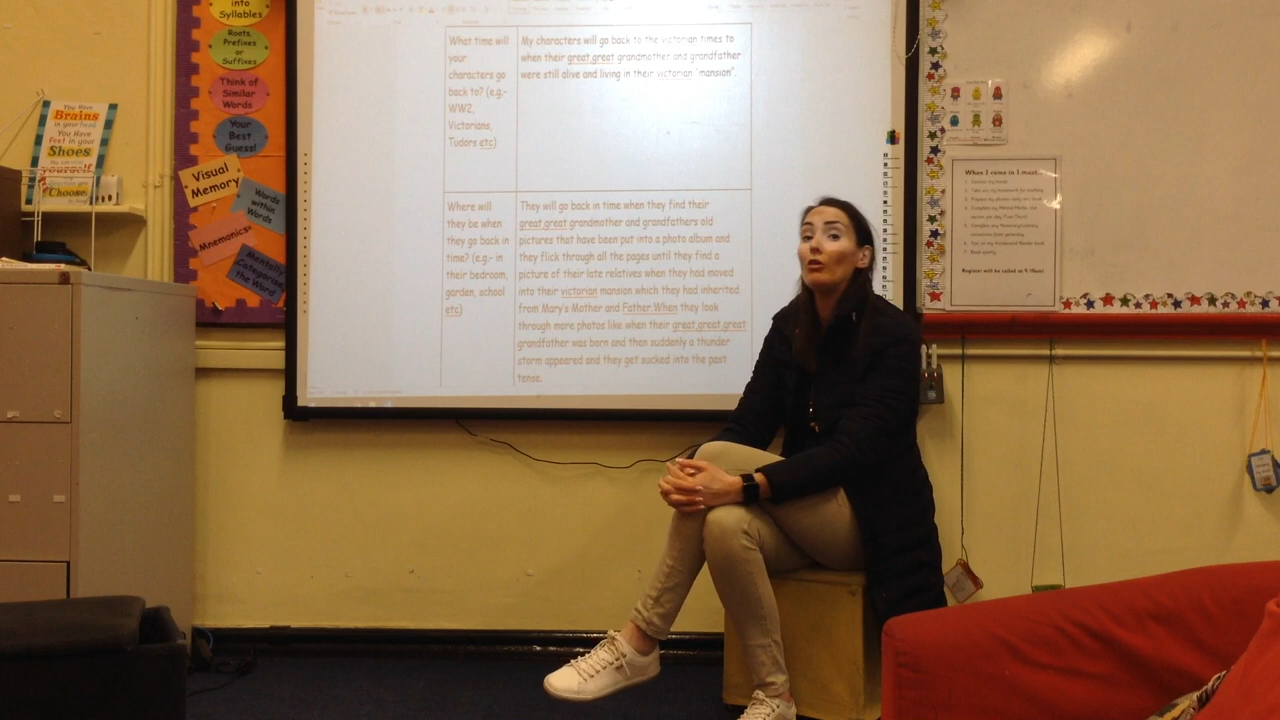 into
Syllables
Roots,
Prefixes
or
Suffixes
Think of
Similar
Words
Your
Best
Guess!
Visual
Memory
Words
within
Words
Mnemonics
Mentally
Categorise
the Word
You Have
Brains
in your head
You Have
Feet in your
Shoes
yourself
Choose
What time will
your
characters go
back to? (e.g.-
WW2,
Victorians,
Tudors etc)
My characters will go back to the victorian times to
when their great,great grandmother and grandfather
were still alive and living in their victorian "mansion".
Where will
they be when
they go back in
time? (e.g.- in
their bedroom,
garden, school
etc)
They will go back in time when they find their
great great grandmother and grandfathers old
pictures that have been put into a photo album and
they flick through all the pages until they find a
picture of their late relatives when they had moved
into their victorian mansion which they had inherited
from Mary's Mother and Father.When they look
through more photos like when their great,great,great
grandfather was born and then suddenly a thunder
storm appeared and they get sucked into the past
tense.
When I come in I must...
Register will be called at 9.10am!